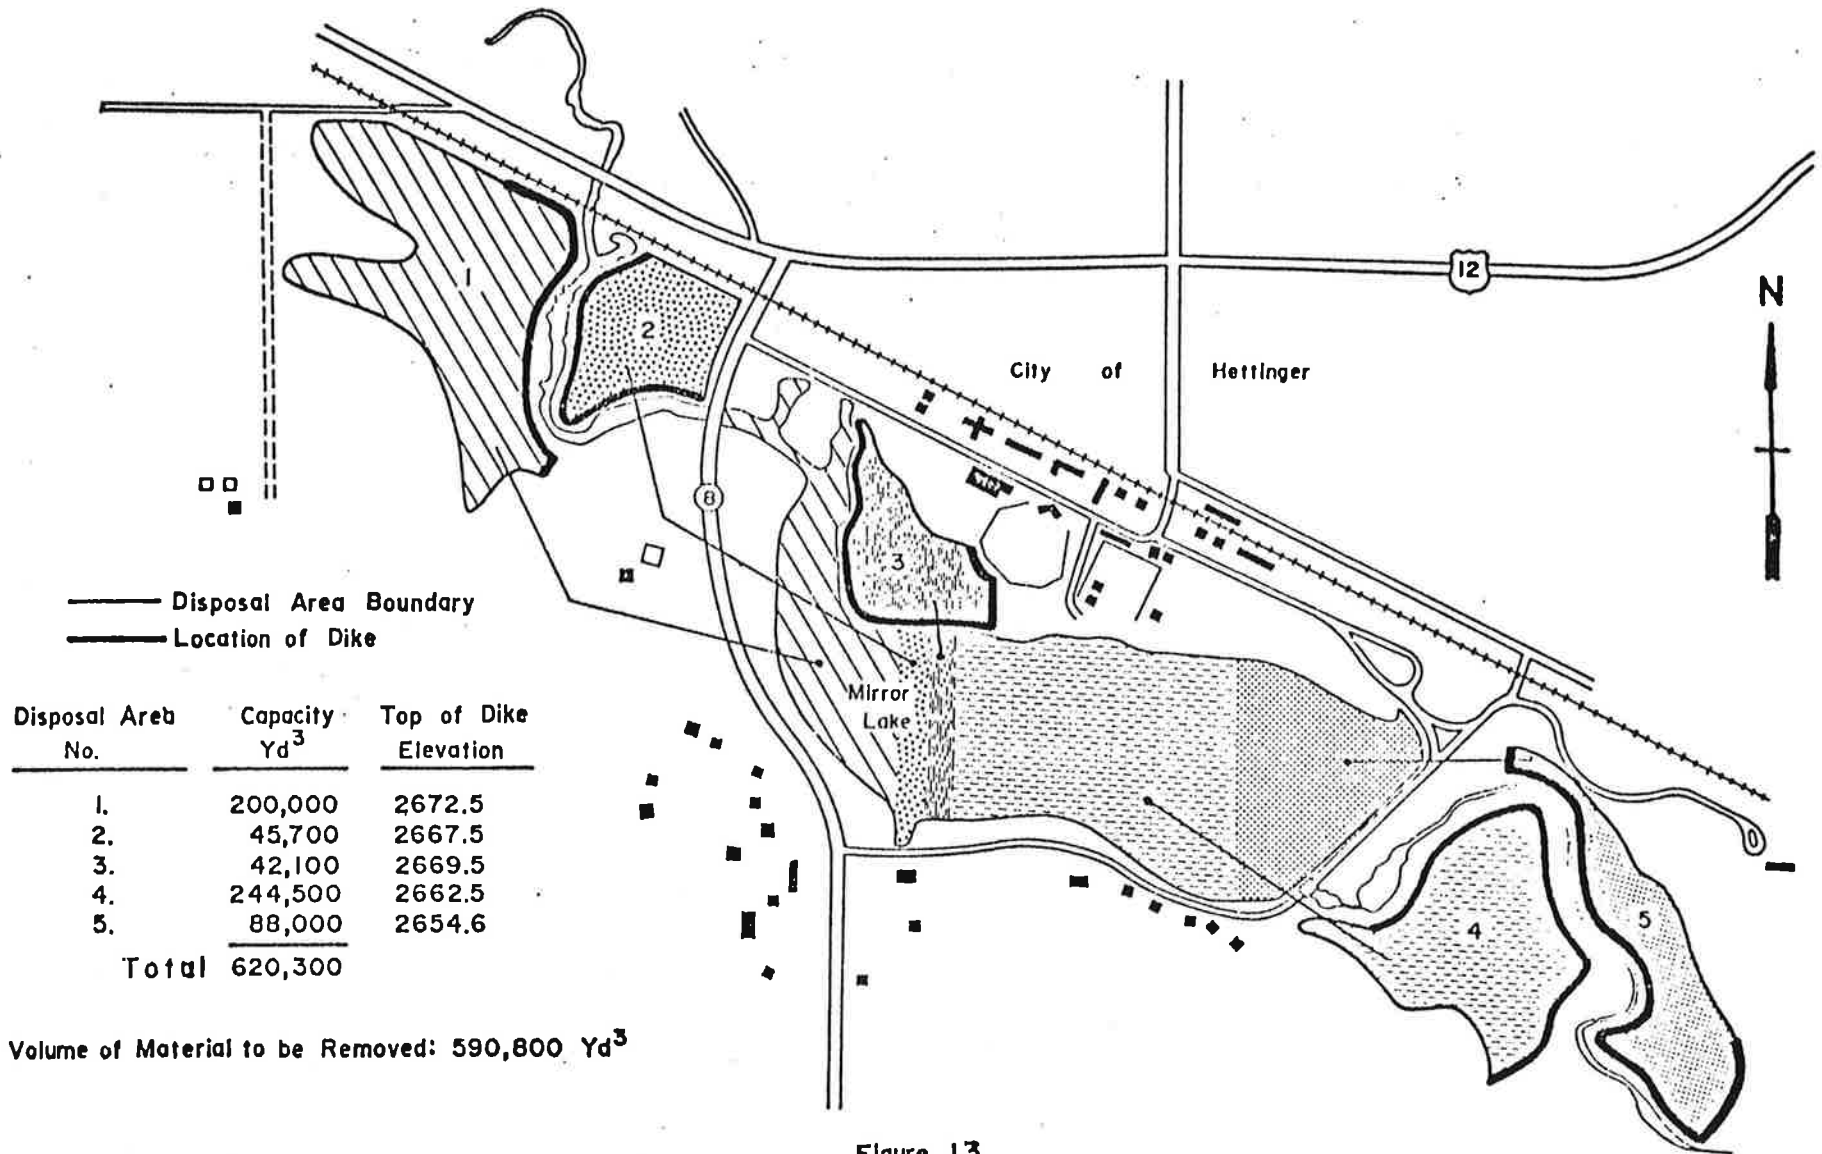 12
N
1
2
City of Hettinger
8
3
Disposal Area Boundary
Location of Dike
Mirror
Lake
Disposal Area Capacity Top of Dike
No. Yd³ Elevation
1. 200,000 2672.5
2. 45,700 2667.5
3. 42,100 2669.5
4. 244,500 2662.5
5. 88,000 2654.6
Total 620,300
4
5
Volume of Material to be Removed: 590,800 Yd³
Figure 13